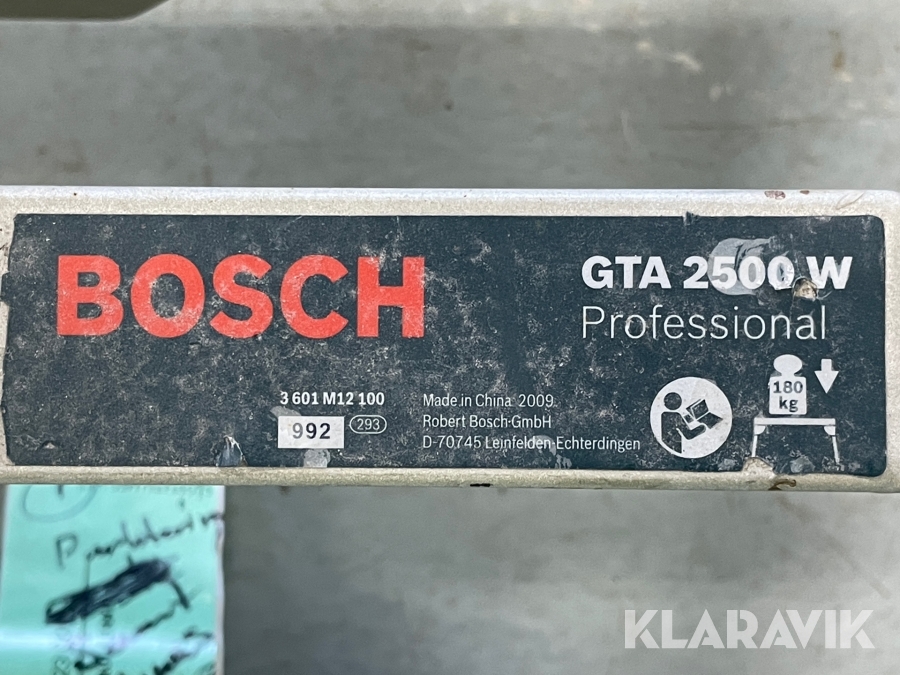 BOSCH
GTA 2500 W
Professional
3 601 M12 100
992 293
Made in China 2009
Robert Bosch-GmbH
D-70745 Leinfelden-Echterdingen
180
kg
KLARAVIK